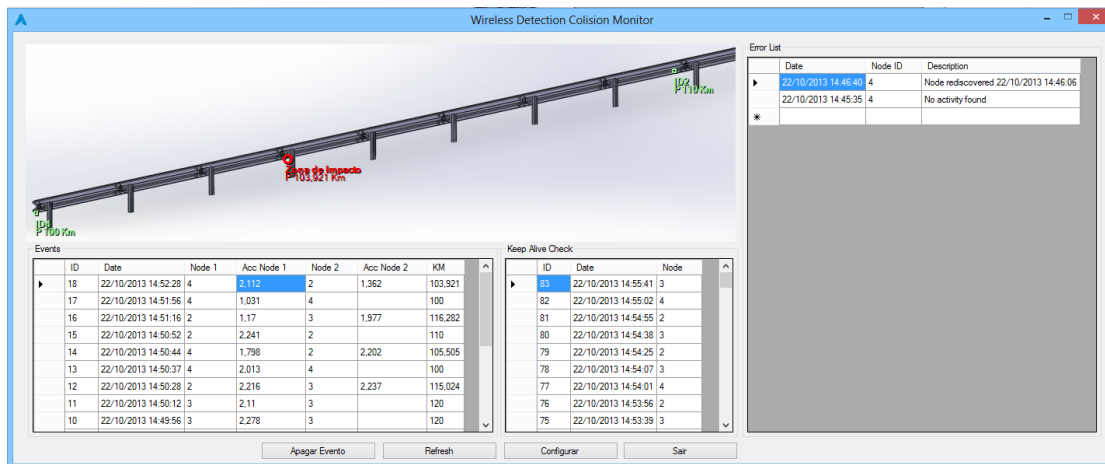 Wireless Detection Colision Monitor
ID2
P 110 Km
Zona de Impacto
P 103,921 Km
ID1
P 100 Km
Events
ID Date Node 1 Acc Node 1 Node 2 Acc Node 2 KM
18 22/10/2013 14:52:28 4 2,112 2 1,362 103,921
17 22/10/2013 14:51:56 4 1,031 4 100
16 22/10/2013 14:51:16 2 1,17 3 1,977 116,282
15 22/10/2013 14:50:52 2 2,241 2 110
14 22/10/2013 14:50:44 4 1,798 2 2,202 105,505
13 22/10/2013 14:50:37 4 2,013 4 100
12 22/10/2013 14:50:28 2 2,216 3 2,237 115,024
11 22/10/2013 14:50:12 3 2,11 3 120
10 22/10/2013 14:49:56 3 2,278 3 120
Keep Alive Check
ID Date Node
83 22/10/2013 14:55:41 3
82 22/10/2013 14:55:02 4
81 22/10/2013 14:54:55 2
80 22/10/2013 14:54:38 3
79 22/10/2013 14:54:25 2
78 22/10/2013 14:54:07 3
77 22/10/2013 14:54:01 4
76 22/10/2013 14:53:56 2
75 22/10/2013 14:53:39 3
Error List
Date Node ID Description
22/10/2013 14:46:40 4 Node rediscovered 22/10/2013 14:46:06
22/10/2013 14:45:35 4 No activity found
Apagar Evento Refresh Configurar Sair